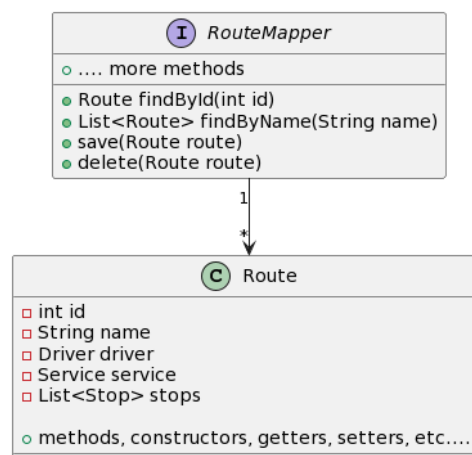 I RouteMapper
.... more methods
Route findById(int id)
List<Route> findByName(String name)
save(Route route)
delete(Route route)
1
*
C Route
int id
String name
Driver driver
Service service
List<Stop> stops
methods, constructors, getters, setters, etc....